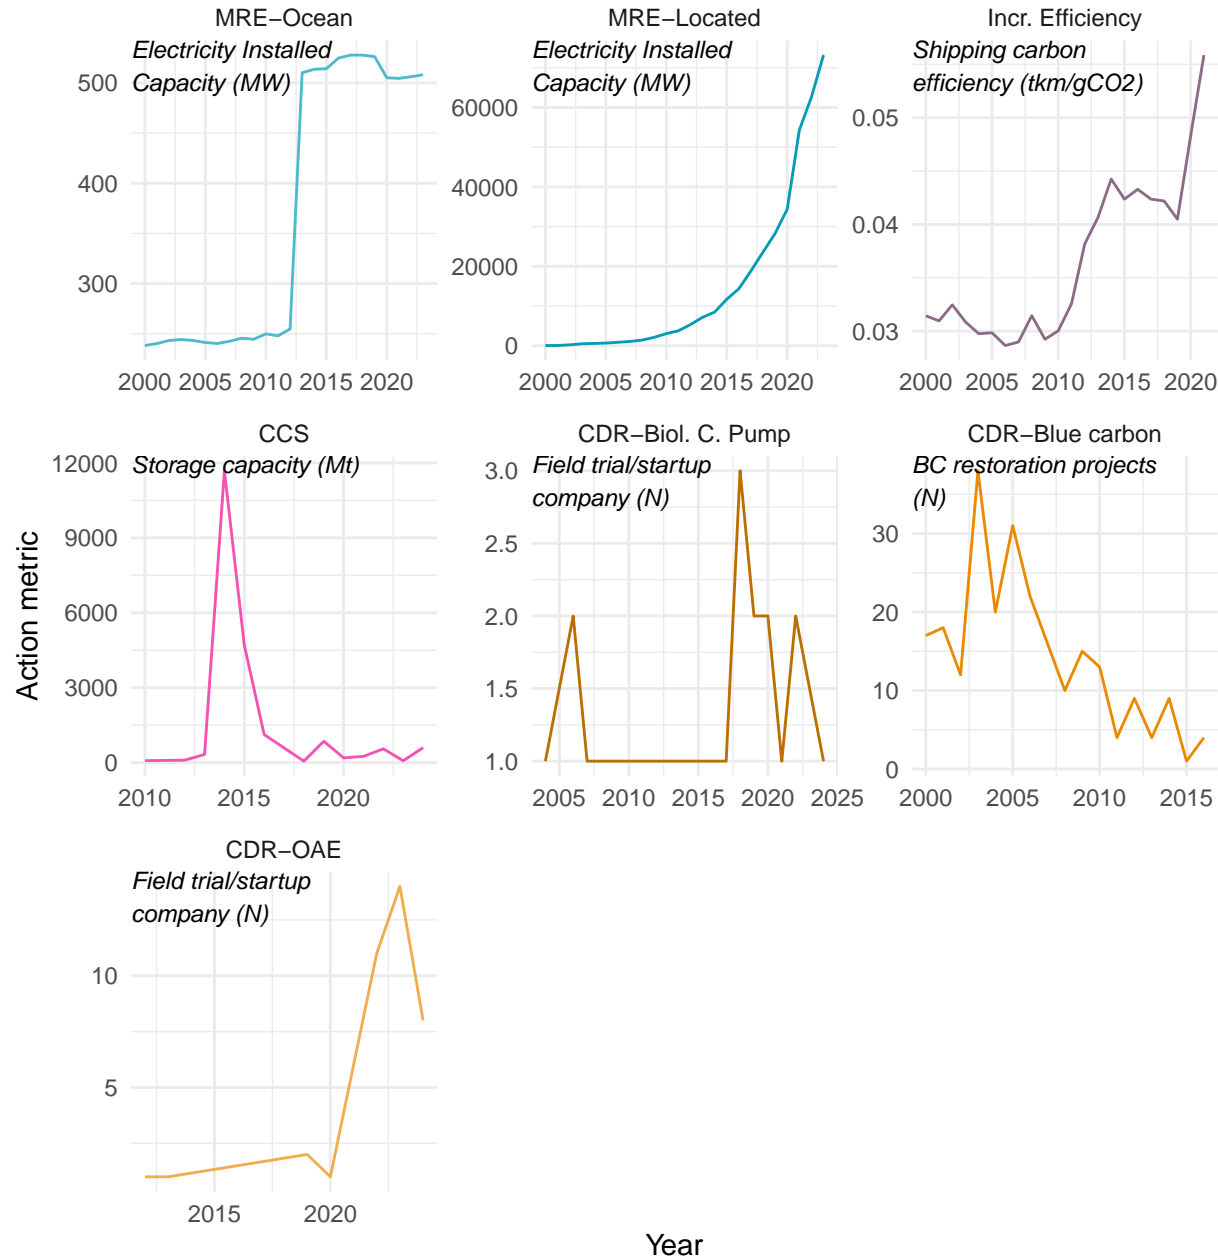 MRE−Ocean
MRE−Located
Incr. Efficiency
Electricity Installed
Capacity (MW)
500
400
300
2000 2005 2010 2015 2020
Electricity Installed
Capacity (MW)
60000
40000
20000
0
2000 2005 2010 2015 2020
Shipping carbon
efficiency (tkm/gCO2)
0.05
0.04
0.03
2000 2005 2010 2015 2020
CCS
CDR−Biol. C. Pump
CDR−Blue carbon
Storage capacity (Mt)
12000
9000
6000
3000
0
2010 2015 2020
Field trial/startup
company (N)
3.0
2.5
2.0
1.5
1.0
2005 2010 2015 2020 2025
BC restoration projects
(N)
30
20
10
0
2000 2005 2010 2015
CDR−OAE
Field trial/startup
company (N)
10
5
2015 2020
Action metric
Year